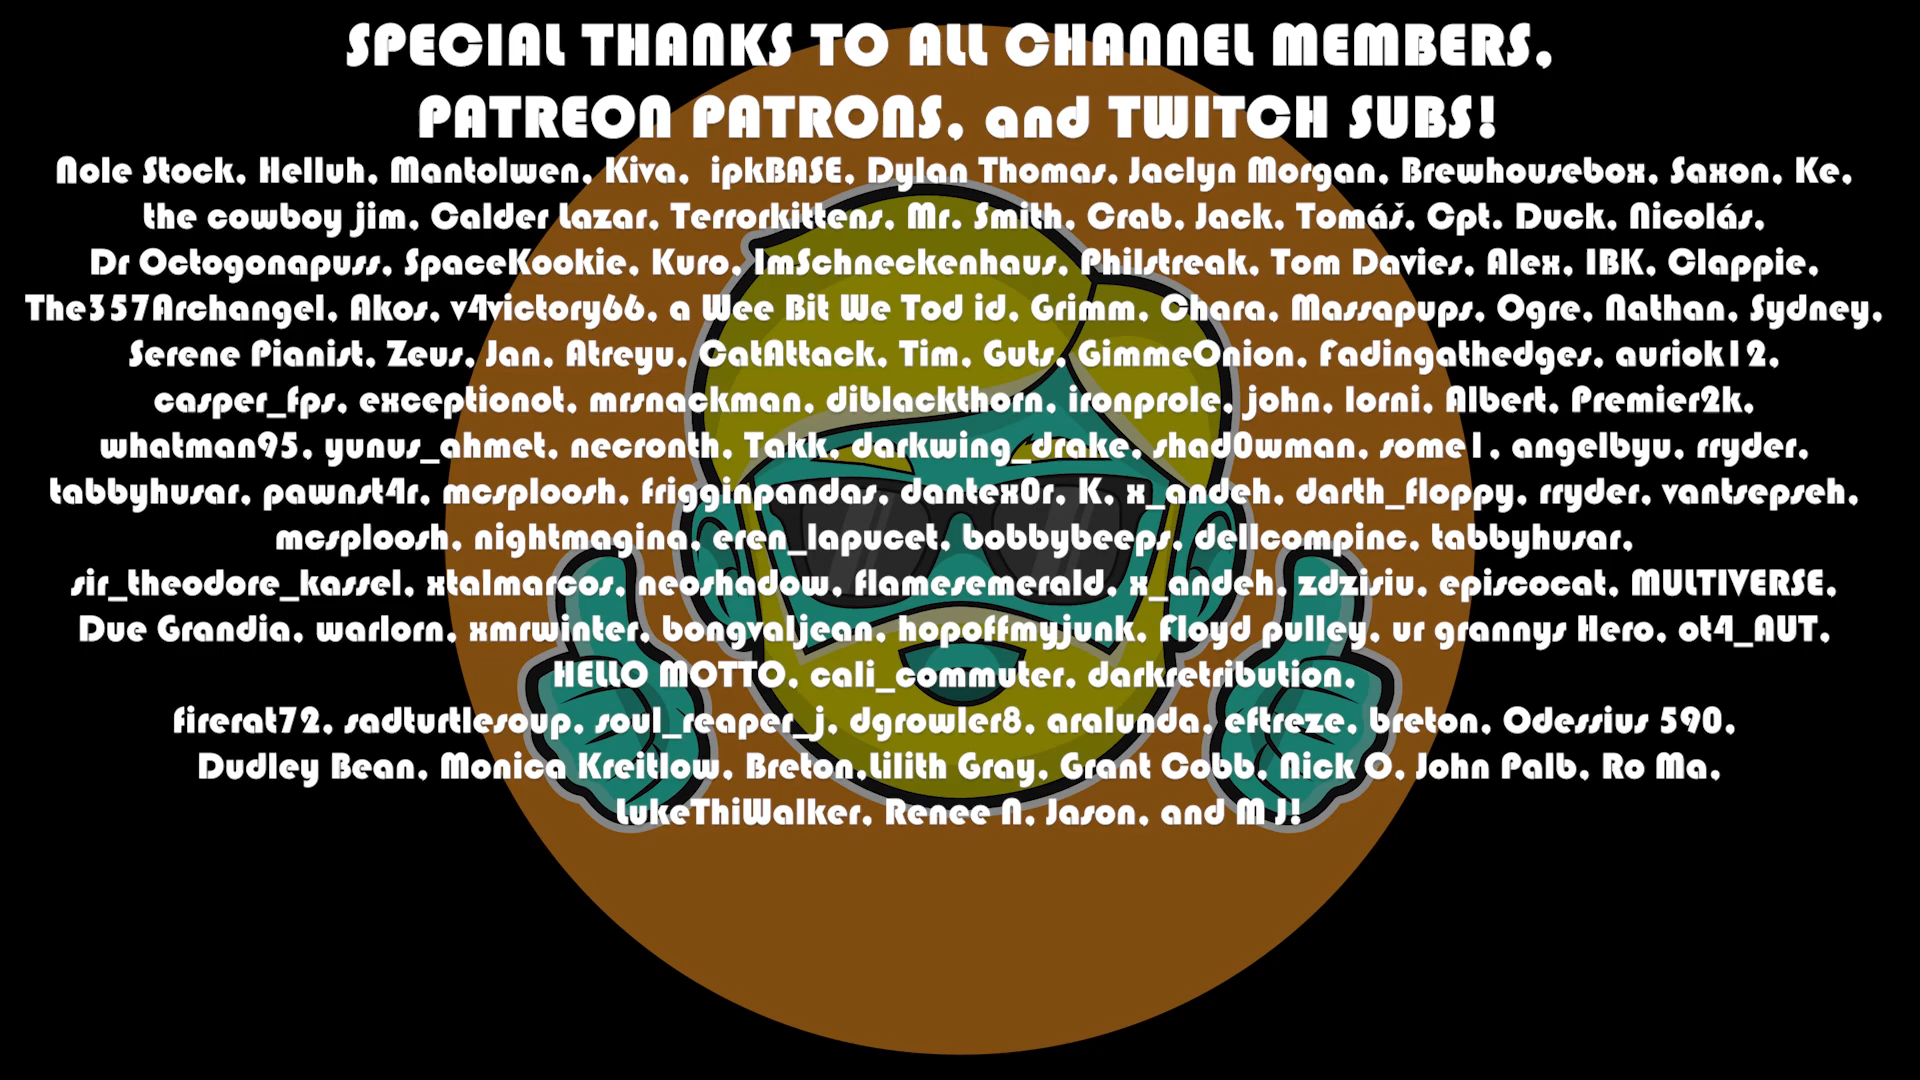 SPECIAL THANKS TO ALL CHANNEL MEMBERS,
PATREON PATRONS, and TWITCH SUBS!
Nole Stock, Helluh, Mantolwen, Kiva,  ipkBASE, Dylan Thomas, Jaclyn Morgan, Brewhousebox, Saxon, Ke,
the cowboy jim, Calder Lazar, Terrorkittens, Mr. Smith, Crab, Jack, Tomáš, Cpt. Duck, Nicolás,
Dr Octogonapuss, SpaceKookie, Kuro, ImSchneckenhaus, Philstreak, Tom Davies, Alex, IBK, Clappie,
The357Archangel, Akos, v4victory66, a Wee Bit We Tod id, Grimm, Chara, Massapups, Ogre, Nathan, Sydney,
Serene Pianist, Zeus, Jan, Atreyu, CatAttack, Tim, Guts, GimmeOnion, Fadingathedges, auriok12,
casper_fps, exceptionot, mrsnackman, diblackthorn, ironprole, john, lorni, Albert, Premier2k,
whatman95, yunus_ahmet, necronth, Takk, darkwing_drake, shad0wman, some1, angelbyu, rryder,
tabbyhusar, pawnst4r, mcsploosh, frigginpandas, dantex0r, K, x_andeh, darth_floppy, rryder, vantsepseh,
mcsploosh, nightmagina, eren_lapucet, bobbybeeps, dellcompinc, tabbyhusar,
sir_theodore_kassel, xtalmarcos, neoshadow, flamesemerald, x_andeh, zdzisiu, episcocat, MULTIVERSE,
Due Grandia, warlorn, xmrwinter, bongvaljean, hopoffmyjunk, Floyd pulley, ur grannys Hero, ot4_AUT,
HELLO MOTTO, cali_commuter, darkretribution,
firerat72, sadturtlesoup, soul_reaper_j, dgrowler8, aralunda, eftreze, breton, Odessius 590,
Dudley Bean, Monica Kreitlow, Breton,Lilith Gray, Grant Cobb, Nick O, John Palb, Ro Ma,
LukeThiWalker, Renee N, Jason, and M J!